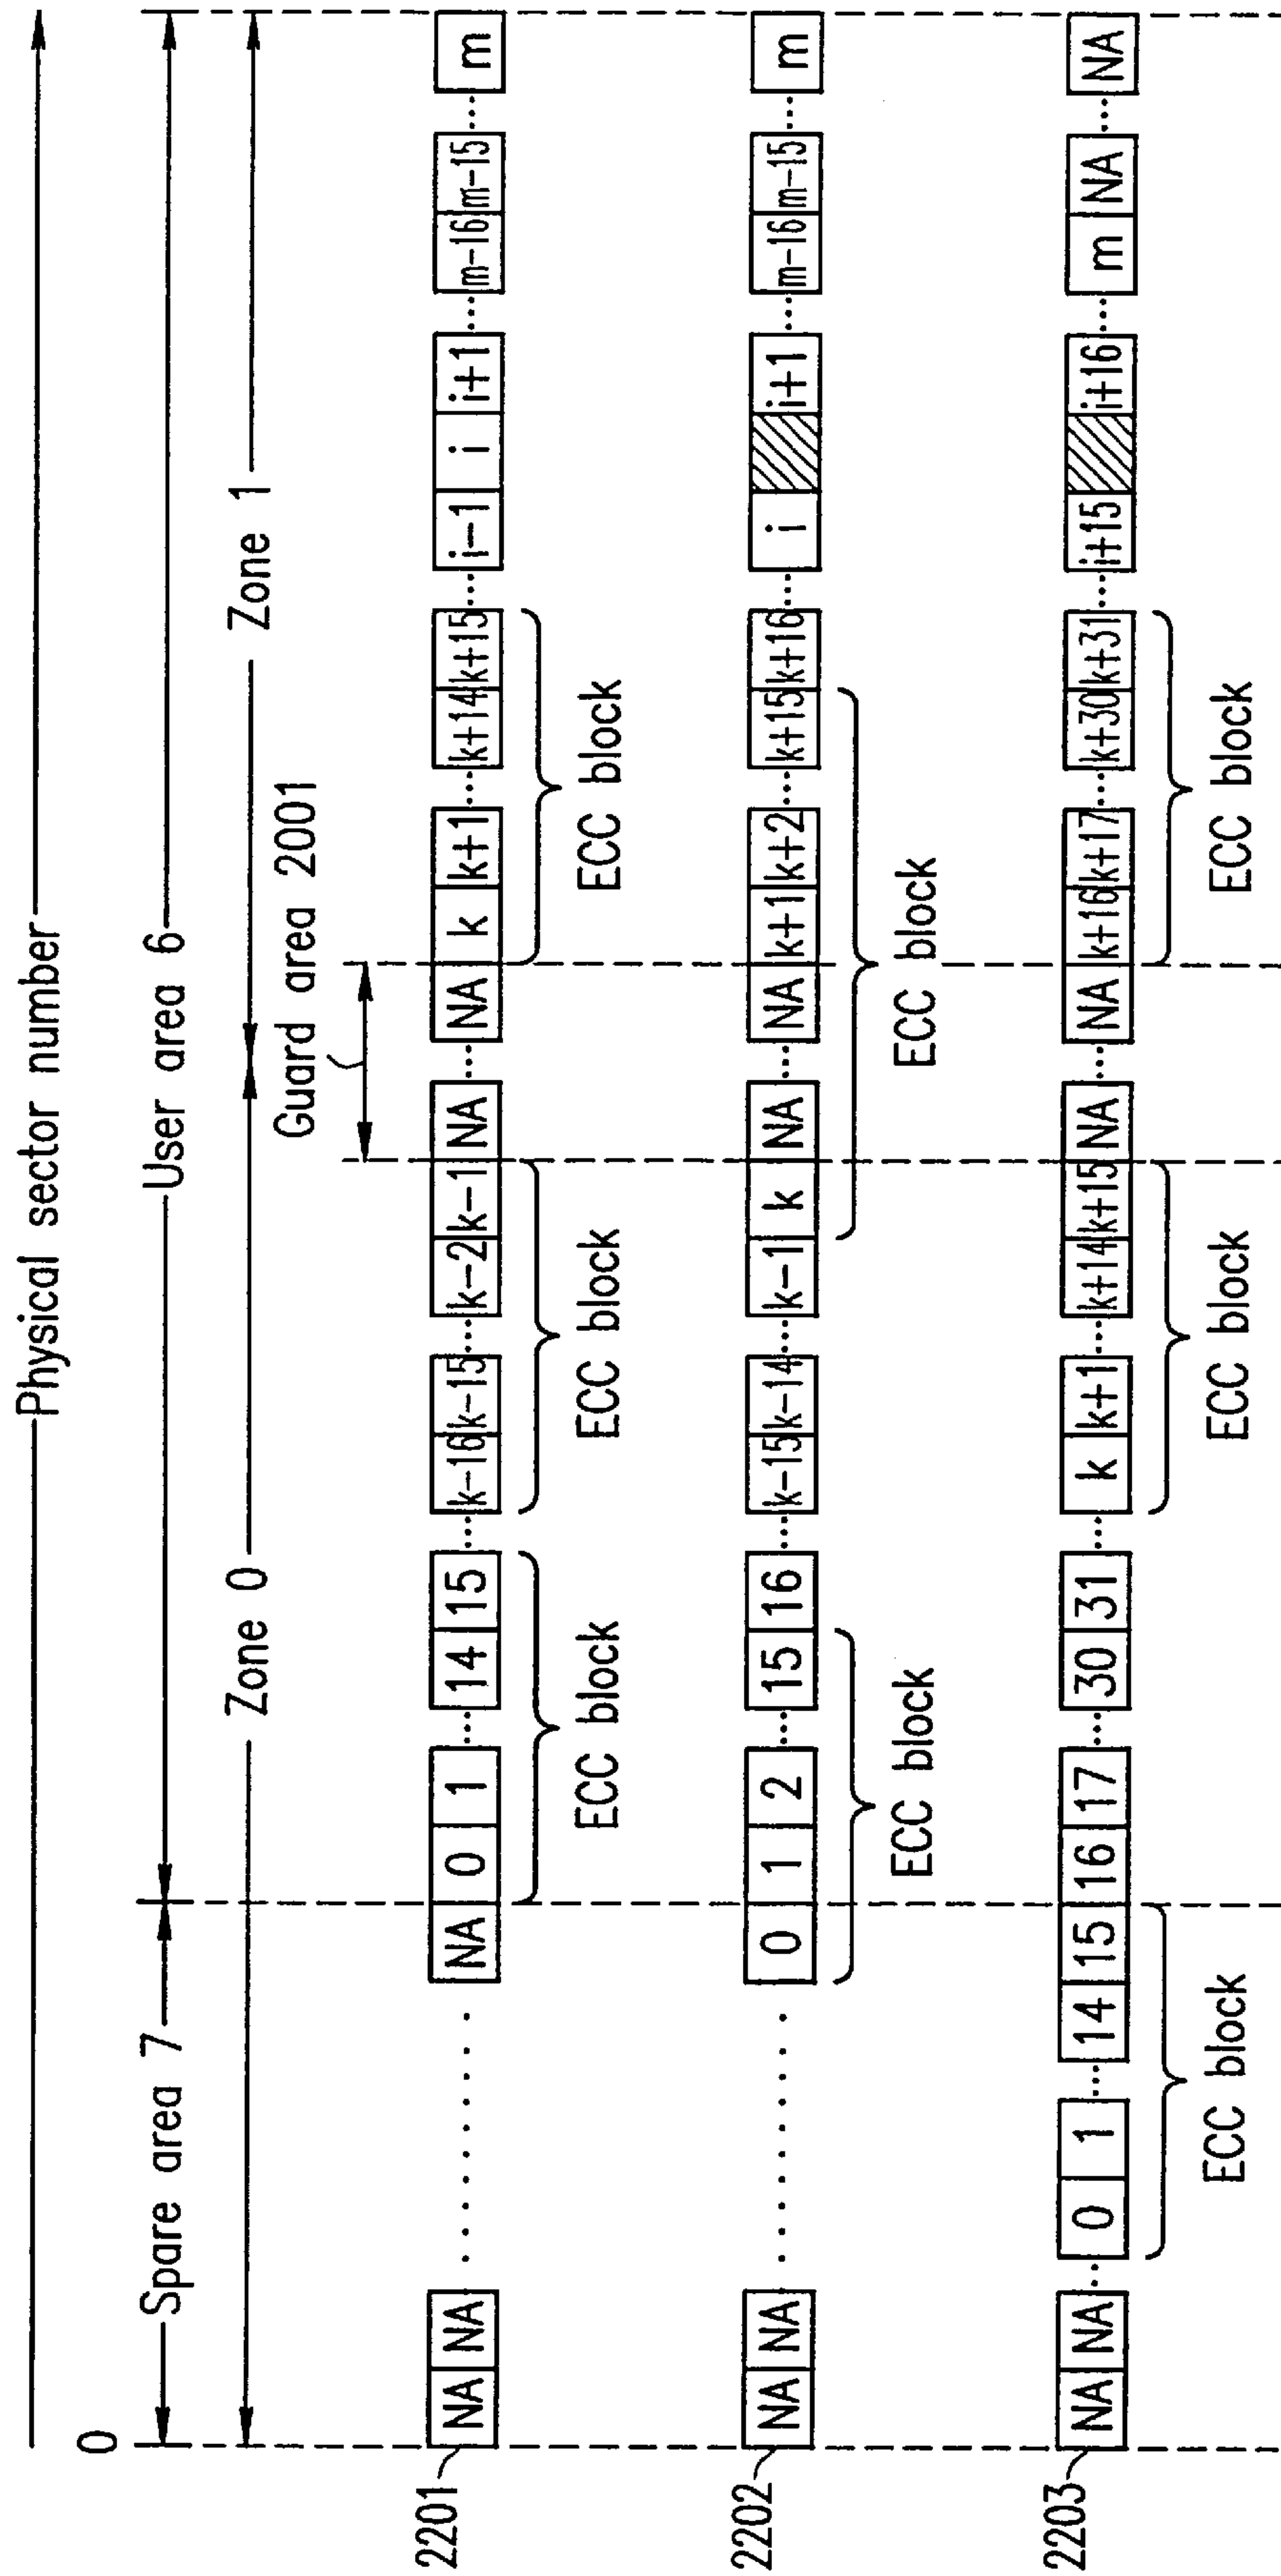 Physical sector number
0
Spare area 7
User area 6
Zone 0
Zone 1
Guard area 2001
2201
NA NA ....... NA 0 1 ... 14 15 ... k-16 k-15 ... k-2 k-1 NA ... NA k k+1 ... k+14 k+15 ... i-1 i i+1 ... m-16 m-15 ... m
ECC block
ECC block
ECC block
2202
NA NA ....... 0 1 2 ... 15 16 ... k-15 k-14 ... k-1 k NA ... NA k+1 k+2 ... k+15 k+16 ... i i+1 ... m-16 m-15 ... m
ECC block
ECC block
2203
NA NA ... 0 1 ... 14 15 16 17 ... 30 31 ... k k+1 ... k+14 k+15 NA ... NA k+16 k+17 ... k+30 k+31 ... i+15 i+16 ... m NA ... NA
ECC block
ECC block
ECC block